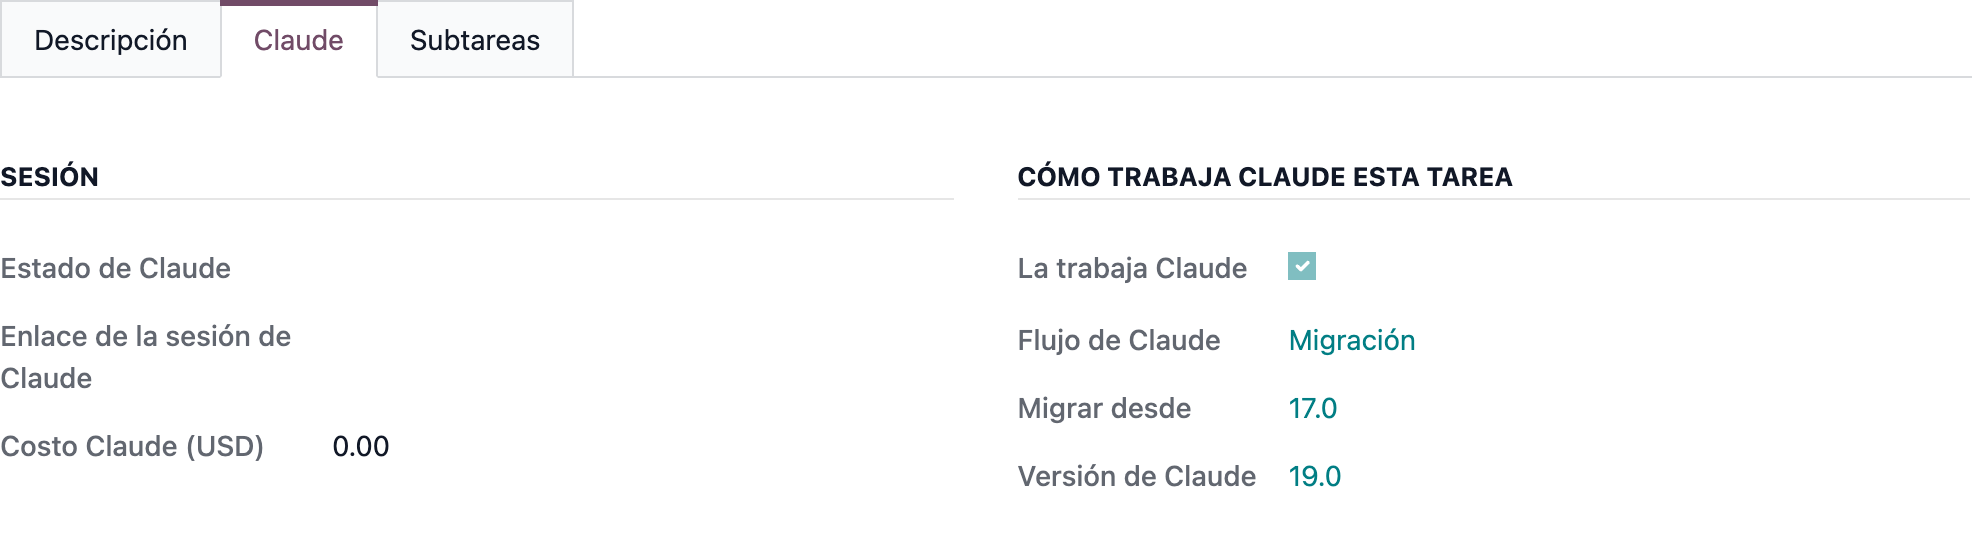 Descripción
Claude
Subtareas
SESIÓN
Estado de Claude
Enlace de la sesión de
Claude
Costo Claude (USD) 0.00
CÓMO TRABAJA CLAUDE ESTA TAREA
La trabaja Claude
Flujo de Claude Migración
Migrar desde 17.0
Versión de Claude 19.0